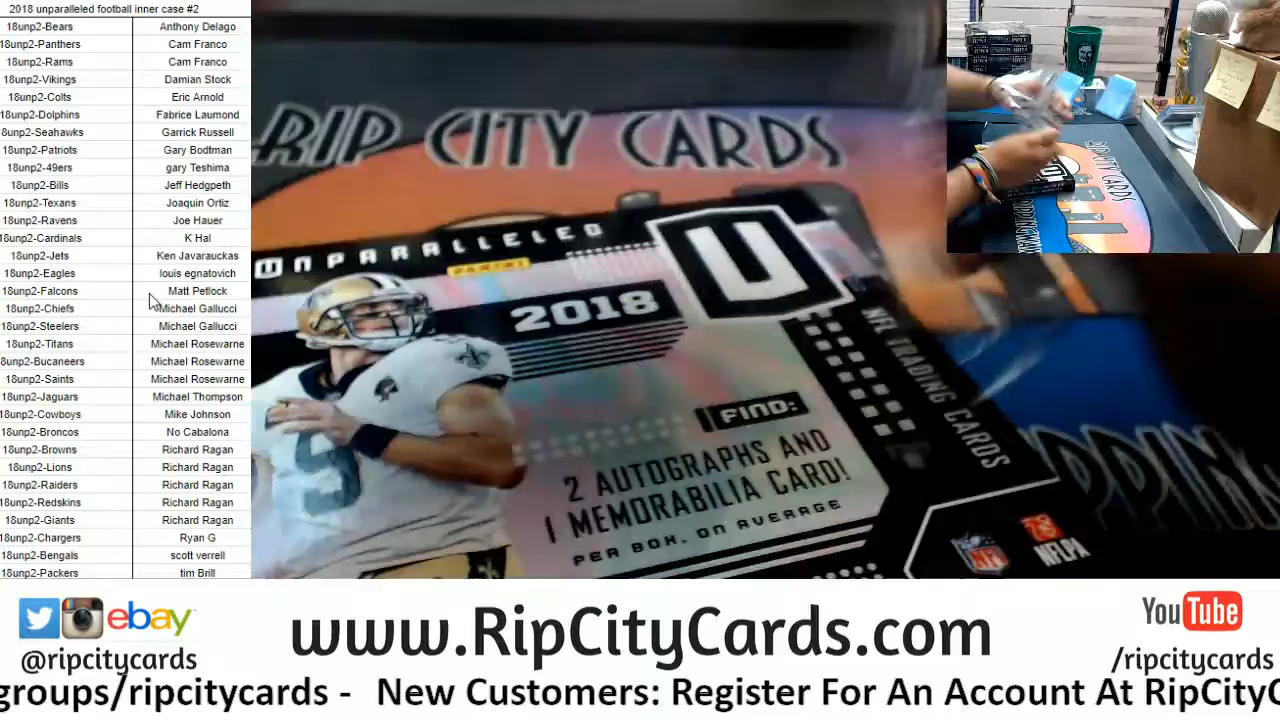 2018 unparalleled football inner case #2
18unp2-Bears Anthony Delago
18unp2-Panthers Cam Franco
18unp2-Rams Cam Franco
18unp2-Vikings Damian Stock
18unp2-Colts Eric Arnold
18unp2-Dolphins Fabrice Laumond
8unp2-Seahawks Garrick Russell
18unp2-Patriots Gary Bodtman
18unp2-49ers gary Teshima
18unp2-Bills Jeff Hedgpeth
18unp2-Texans Joaquin Ortiz
18unp2-Ravens Joe Hauer
18unp2-Cardinals K Hal
18unp2-Jets Ken Javarauckas
18unp2-Eagles louis egnatovich
18unp2-Falcons Matt Petlock
18unp2-Chiefs Michael Gallucci
18unp2-Steelers Michael Gallucci
18unp2-Titans Michael Rosewarne
18unp2-Bucaneers Michael Rosewarne
18unp2-Saints Michael Rosewarne
18unp2-Jaguars Michael Thompson
18unp2-Cowboys Mike Johnson
18unp2-Broncos No Cabalona
18unp2-Browns Richard Ragan
18unp2-Lions Richard Ragan
18unp2-Raiders Richard Ragan
18unp2-Redskins Richard Ragan
18unp2-Giants Richard Ragan
18unp2-Chargers Ryan G
18unp2-Bengals scott verrell
18unp2-Packers tim Brill
RIP CITY CARDS
UNPARALLELED
PANINI
U
2018
NFL TRADING CARDS
FIND:
2 AUTOGRAPHS AND
1 MEMORABILIA CARD!
PER BOX, ON AVERAGE
NFL
NFLPA
9
RIP CITY CARDS
ebay
@ripcitycards
www.RipCityCards.com
YouTube
/ripcitycards
groups/ripcitycards - New Customers: Register For An Account At RipCityC